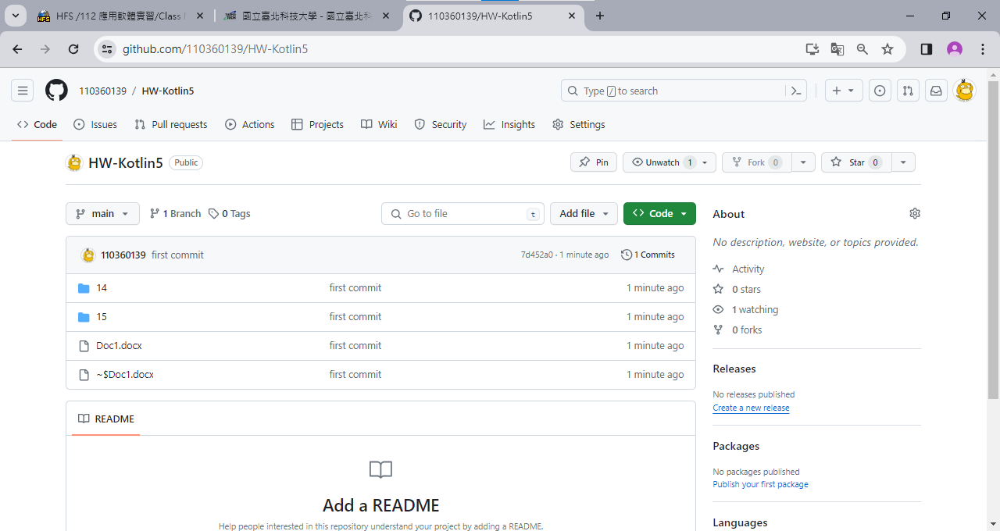 HFS /112 應用軟體實習/Class
國立臺北科技大學 - 國立臺北科
110360139/HW-Kotlin5
github.com/110360139/HW-Kotlin5
110360139 / HW-Kotlin5
Type / to search
Code Issues Pull requests Actions Projects Wiki Security Insights Settings
HW-Kotlin5 Public
Pin Unwatch 1 Fork 0 Star 0
main 1 Branch 0 Tags Go to file t Add file Code
110360139 first commit 7d452a0 · 1 minute ago 1 Commits
14 first commit 1 minute ago
15 first commit 1 minute ago
Doc1.docx first commit 1 minute ago
~$Doc1.docx first commit 1 minute ago
README
Add a README
Help people interested in this repository understand your project by adding a README.
About
No description, website, or topics provided.
Activity
0 stars
1 watching
0 forks
Releases
No releases published
Create a new release
Packages
No packages published
Publish your first package
Languages